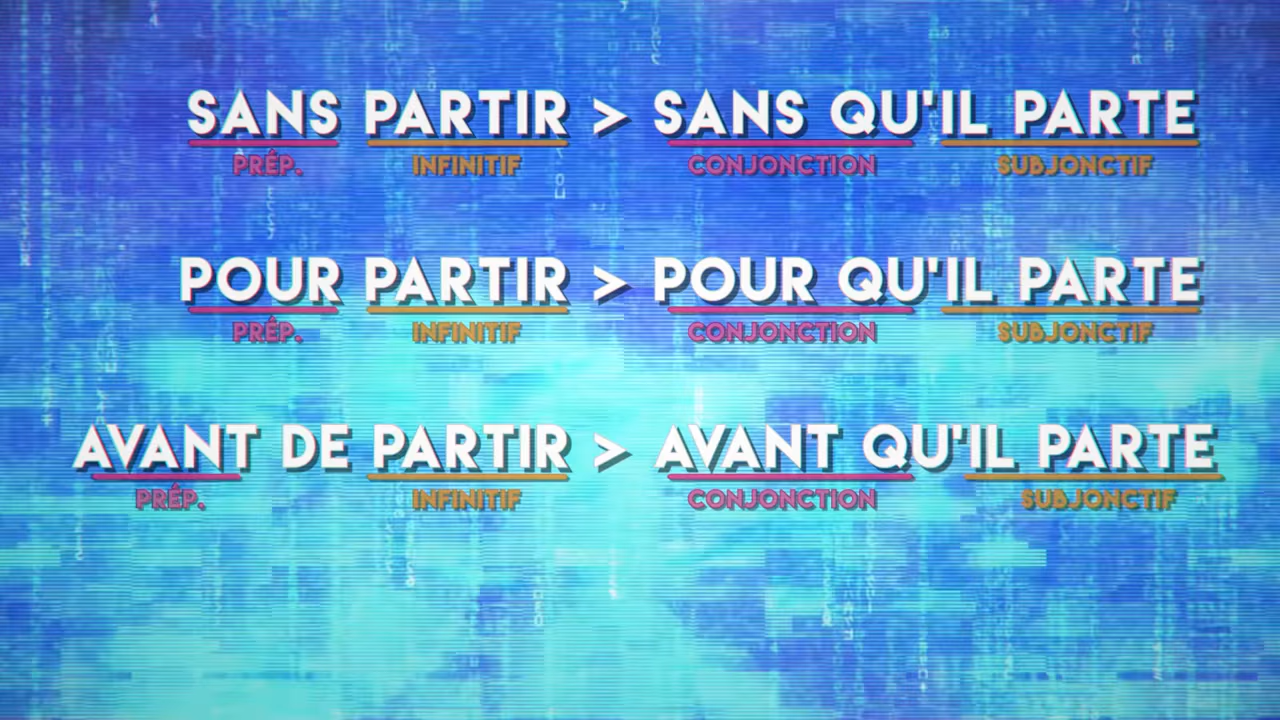 SANS PARTIR > SANS QU'IL PARTE
PRÉP. INFINITIF CONJONCTION SUBJONCTIF
POUR PARTIR > POUR QU'IL PARTE
PRÉP. INFINITIF CONJONCTION SUBJONCTIF
AVANT DE PARTIR > AVANT QU'IL PARTE
PRÉP. INFINITIF CONJONCTION SUBJONCTIF